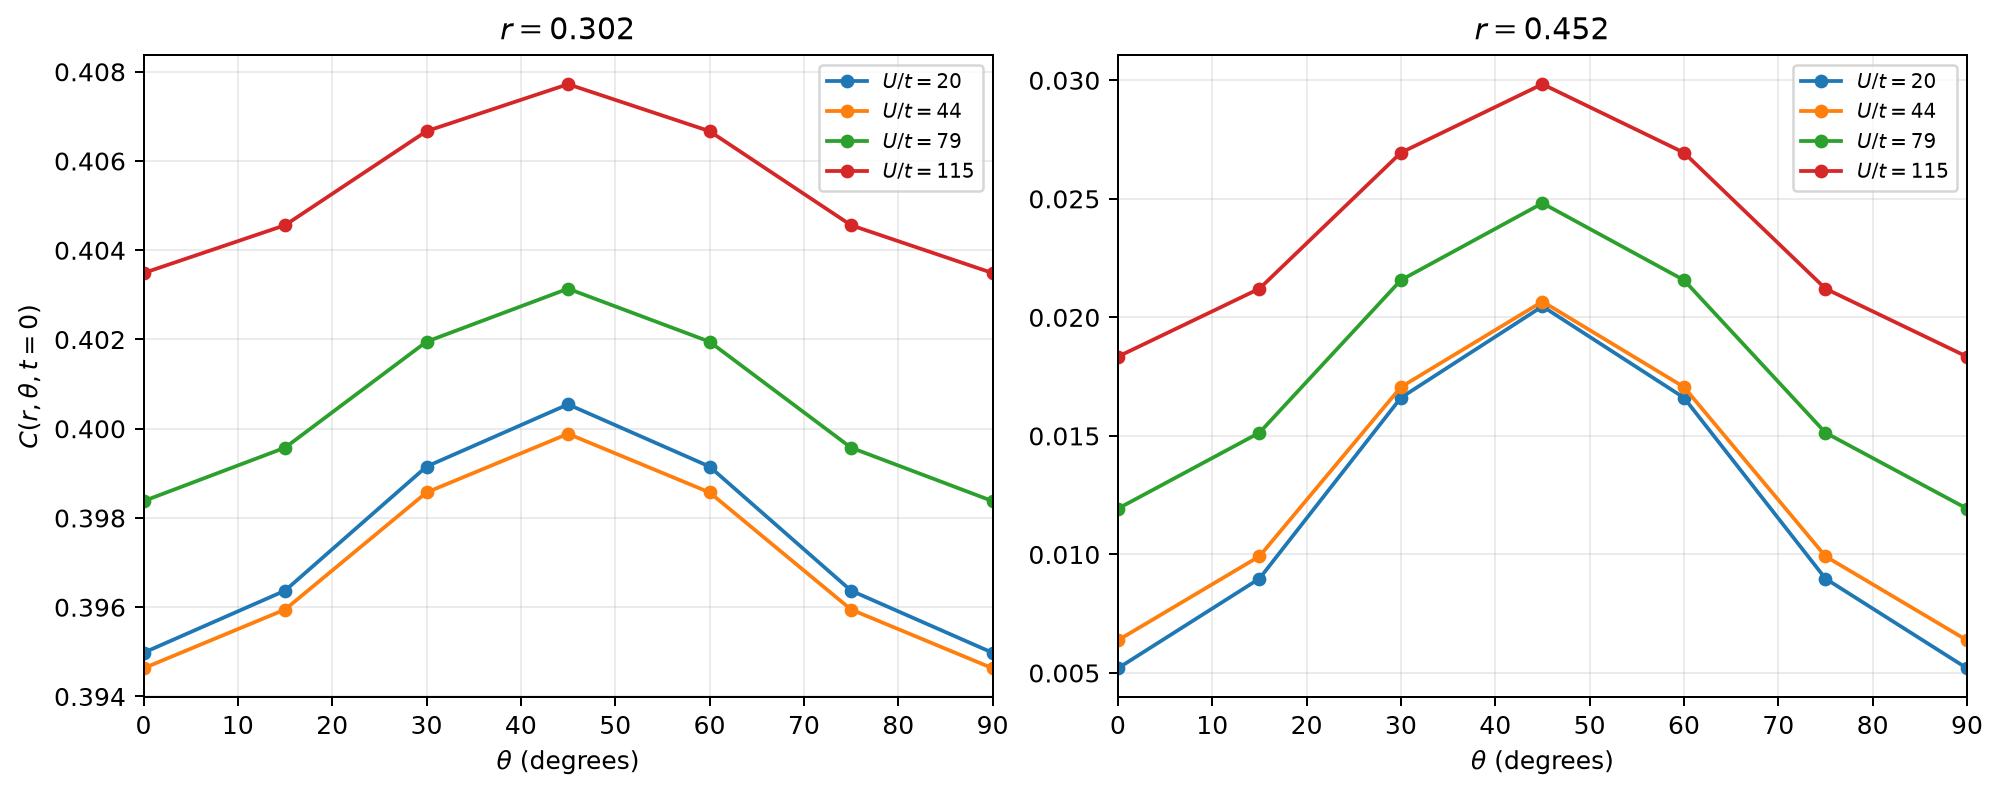 r = 0.302
C(r, θ, t = 0)
0.408
0.406
0.404
0.402
0.400
0.398
0.396
0.394
0 10 20 30 40 50 60 70 80 90
θ (degrees)
U/t = 20
U/t = 44
U/t = 79
U/t = 115
r = 0.452
0.030
0.025
0.020
0.015
0.010
0.005
0 10 20 30 40 50 60 70 80 90
θ (degrees)
U/t = 20
U/t = 44
U/t = 79
U/t = 115